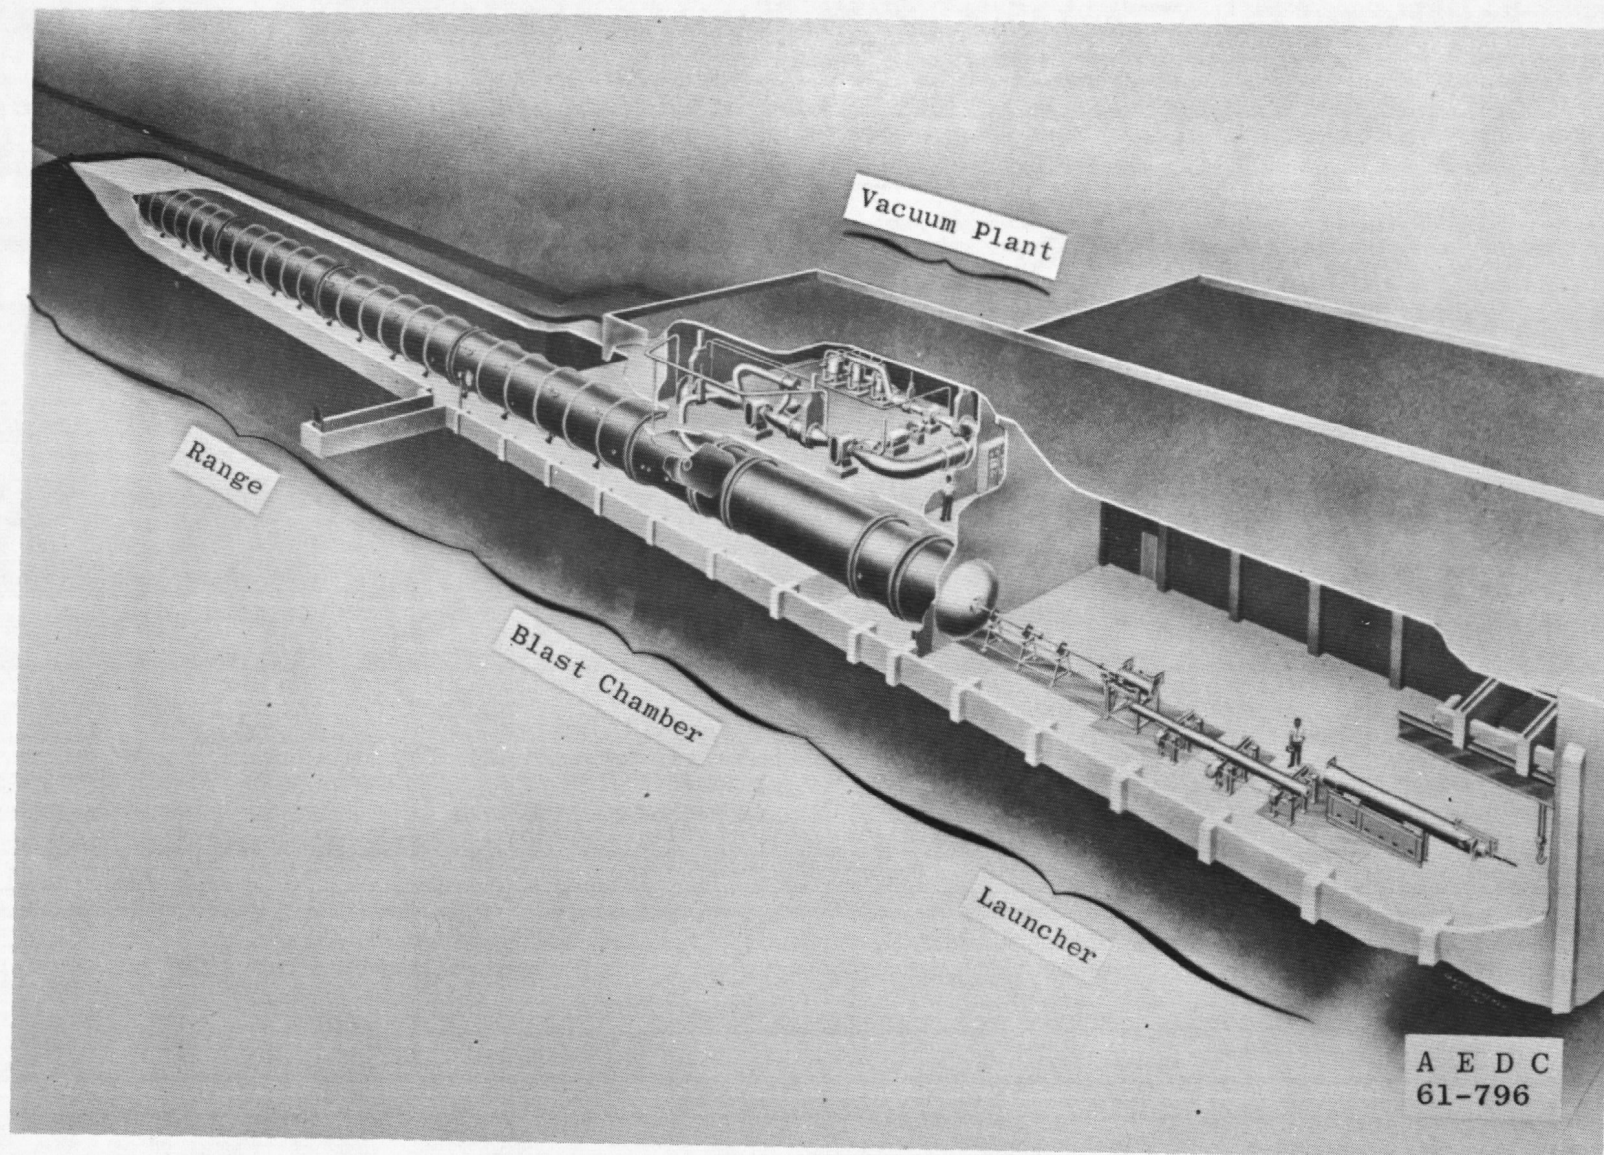 Vacuum Plant
Range
Blast Chamber
Launcher
A E D C
61-796